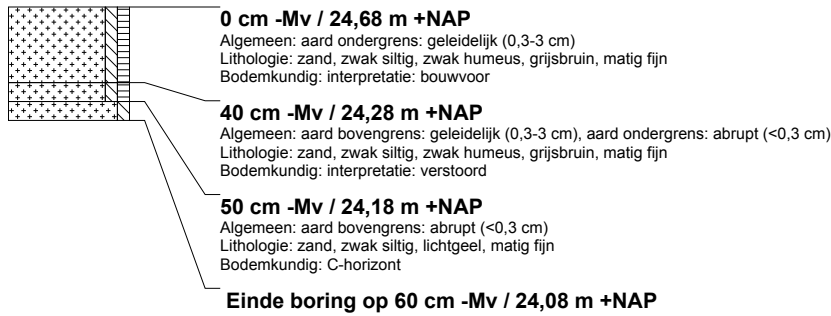 0 cm -Mv / 24,68 m +NAP
Algemeen: aard ondergrens: geleidelijk (0,3-3 cm)
Lithologie: zand, zwak siltig, zwak humeus, grijsbruin, matig fijn
Bodemkundig: interpretatie: bouwvoor
40 cm -Mv / 24,28 m +NAP
Algemeen: aard bovengrens: geleidelijk (0,3-3 cm), aard ondergrens: abrupt (<0,3 cm)
Lithologie: zand, zwak siltig, zwak humeus, grijsbruin, matig fijn
Bodemkundig: interpretatie: verstoord
50 cm -Mv / 24,18 m +NAP
Algemeen: aard bovengrens: abrupt (<0,3 cm)
Lithologie: zand, zwak siltig, lichtgeel, matig fijn
Bodemkundig: C-horizont
Einde boring op 60 cm -Mv / 24,08 m +NAP